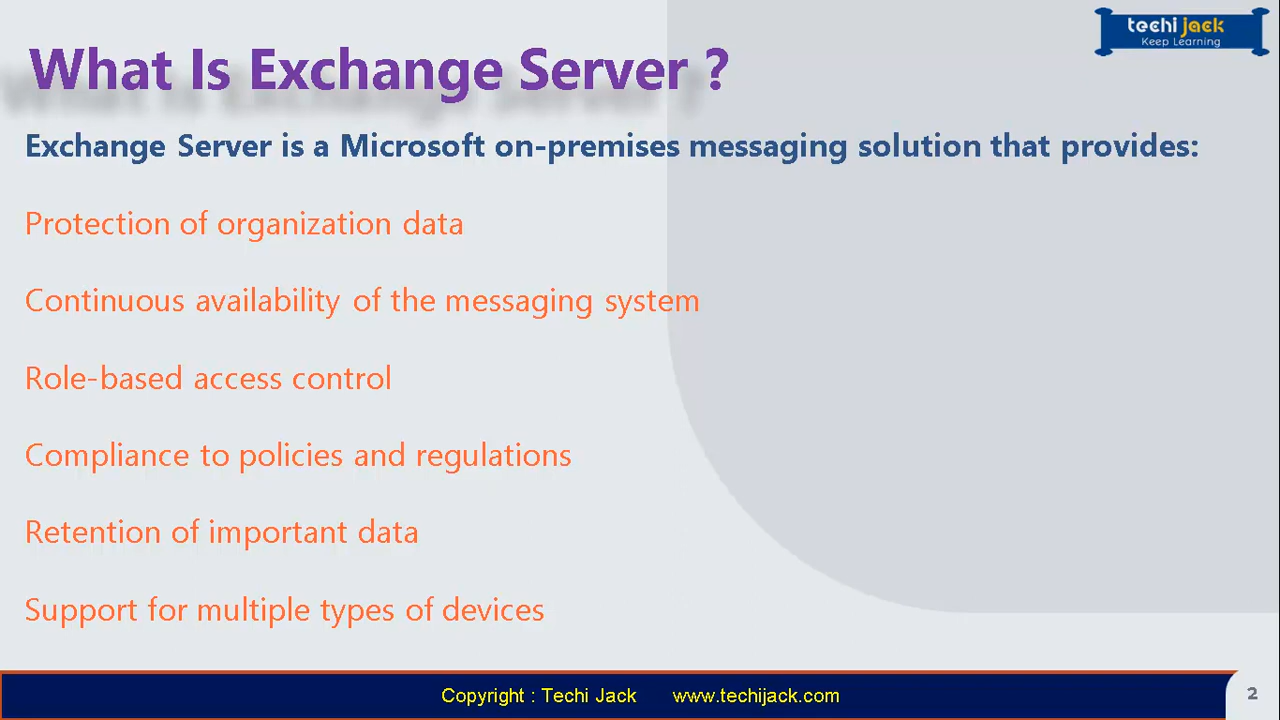 techi jack
Keep Learning
What Is Exchange Server ?
Exchange Server is a Microsoft on-premises messaging solution that provides:
Protection of organization data
Continuous availability of the messaging system
Role-based access control
Compliance to policies and regulations
Retention of important data
Support for multiple types of devices
Copyright : Techi Jack www.techijack.com
2